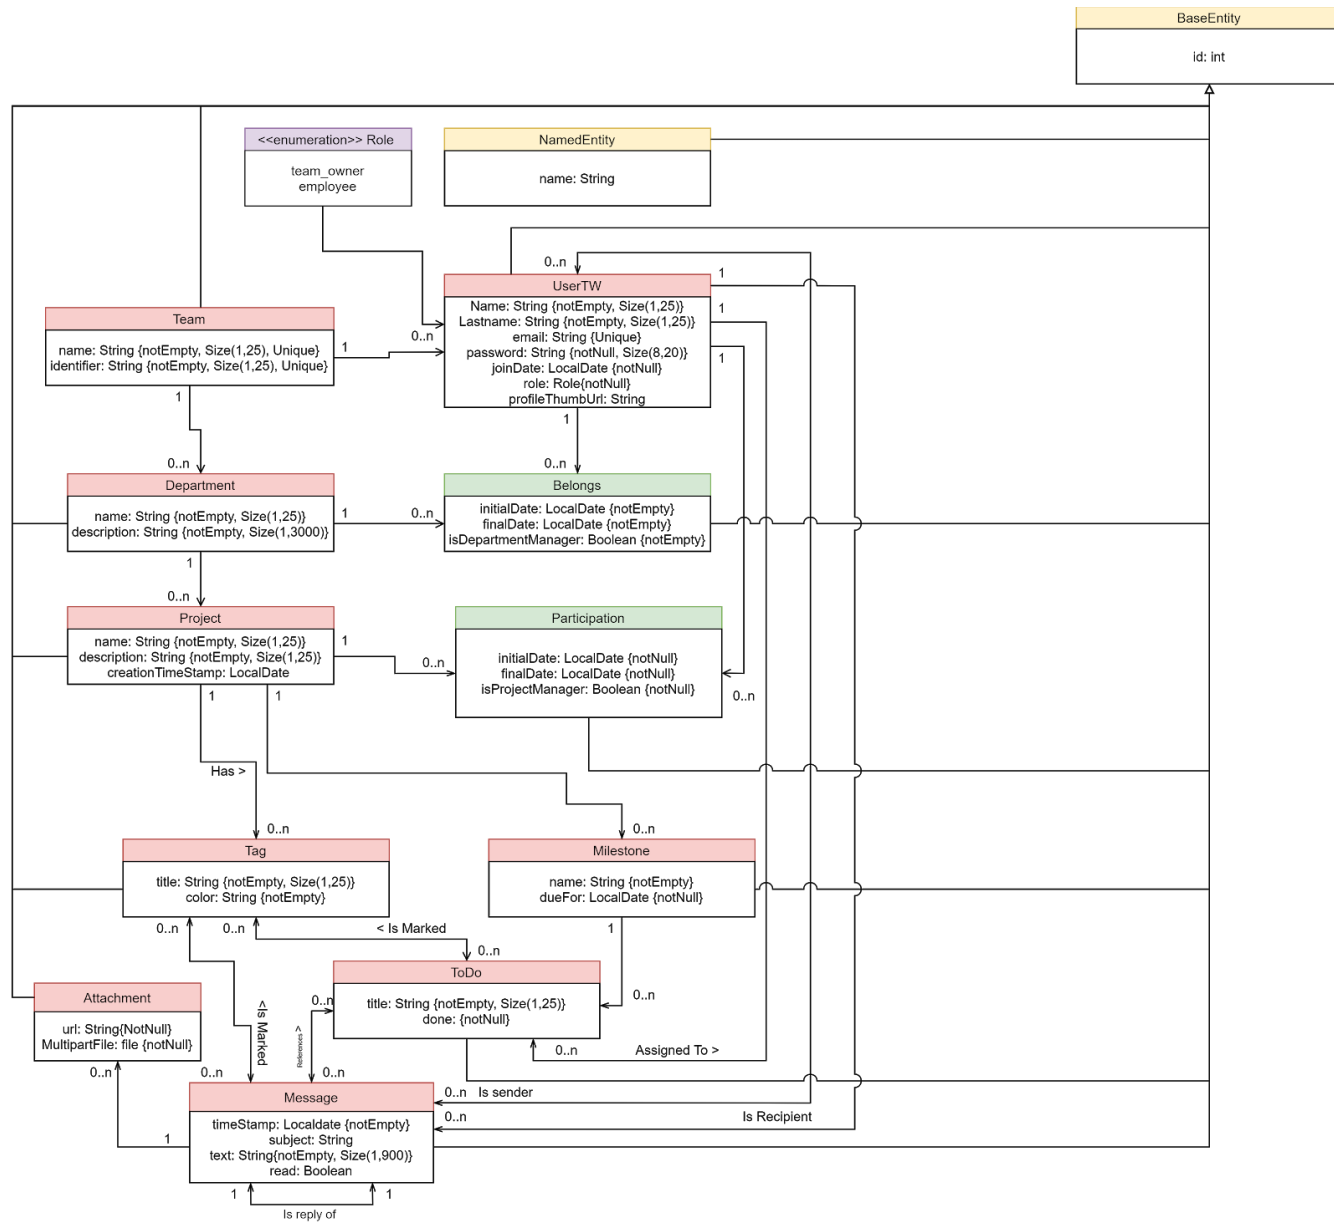 BaseEntity
id: int
<<enumeration>> Role
team_owner
employee
NamedEntity
name: String
0..n
1
UserTW
Name: String {notEmpty, Size(1,25)}
Lastname: String {notEmpty, Size(1,25)}
email: String {Unique}
password: String {notNull, Size(8,20)}
joinDate: LocalDate {notNull}
role: Role{notNull}
profileThumbUrl: String
1
1
Team
name: String {notEmpty, Size(1,25), Unique}
identifier: String {notEmpty, Size(1,25), Unique}
1
0..n
1
0..n
1
0..n
Department
name: String {notEmpty, Size(1,25)}
description: String {notEmpty, Size(1,3000)}
1
0..n
Belongs
initialDate: LocalDate {notEmpty}
finalDate: LocalDate {notEmpty}
isDepartmentManager: Boolean {notEmpty}
1
0..n
Project
name: String {notEmpty, Size(1,25)}
description: String {notEmpty, Size(1,25)}
creationTimeStamp: LocalDate
1
0..n
Participation
initialDate: LocalDate {notNull}
finalDate: LocalDate {notNull}
isProjectManager: Boolean {notNull}
0..n
1
1
Has >
0..n
0..n
Tag
title: String {notEmpty, Size(1,25)}
color: String {notEmpty}
Milestone
name: String {notEmpty}
dueFor: LocalDate {notNull}
0..n
0..n
< Is Marked
0..n
1
0..n
ToDo
title: String {notEmpty, Size(1,25)}
done: {notNull}
0..n
Attachment
url: String{NotNull}
MultipartFile: file {notNull}
<Is Marked
References >
0..n
Assigned To >
0..n
0..n
0..n
Message
timeStamp: Localdate {notEmpty}
subject: String
text: String{notEmpty, Size(1,900)}
read: Boolean
0..n
Is sender
0..n
Is Recipient
1
1
1
Is reply of